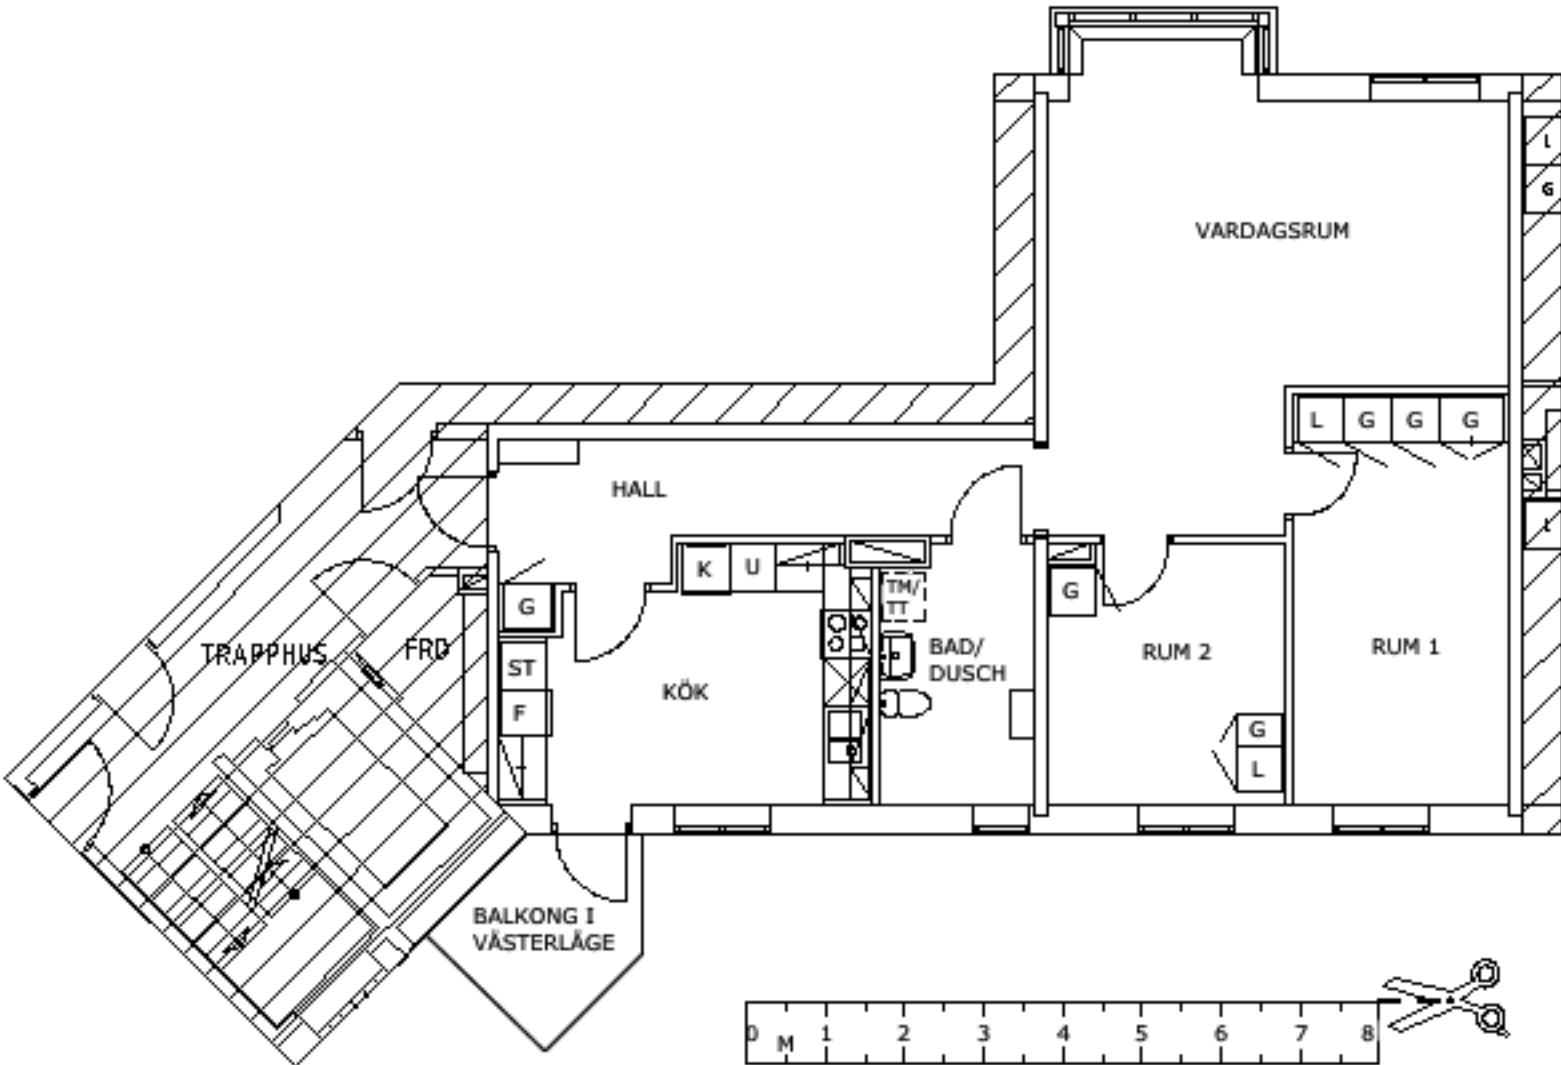 L
G
VARDAGSRUM
L G G G
HALL
L
K U
TM/
TT
G
G
TRAPPHUS
FRD
ST
BAD/
DUSCH
RUM 2
RUM 1
KÖK
F
G
L
BALKONG I
VÄSTERLÄGE
0 M 1 2 3 4 5 6 7 8